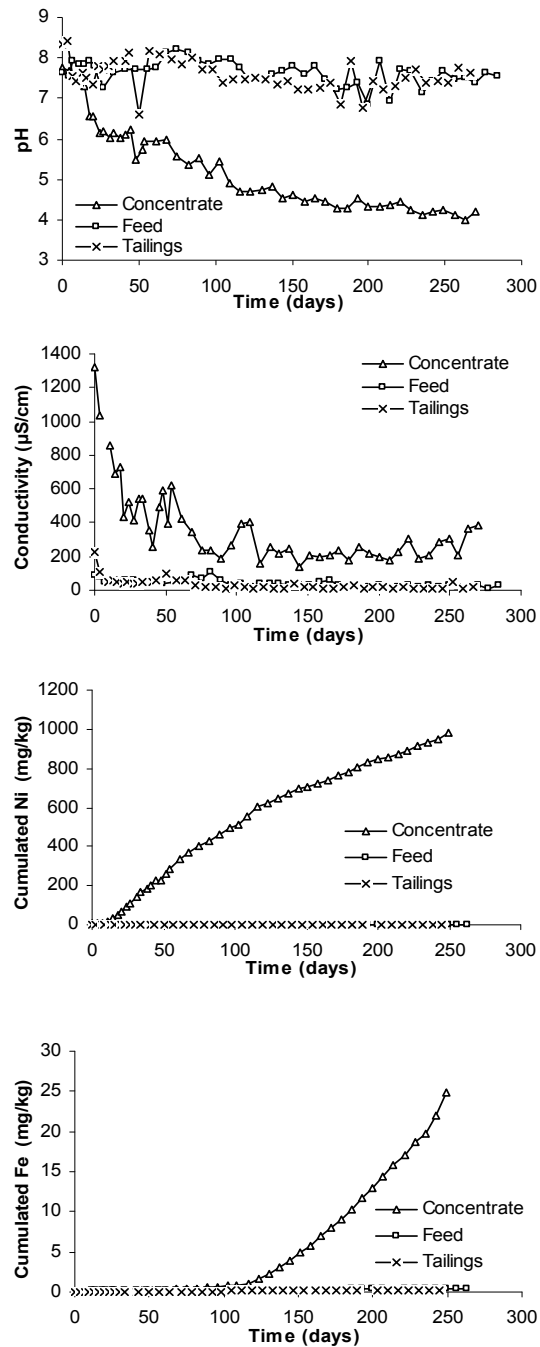 9
8
7
6
5
4
3
pH
Concentrate
Feed
Tailings
0 50 100 150 200 250 300
Time (days)
1400
1200
1000
800
600
400
200
0
Conductivity (µS/cm)
Concentrate
Feed
Tailings
0 50 100 150 200 250 300
Time (days)
1200
1000
800
600
400
200
0
Cumulated Ni (mg/kg)
Concentrate
Feed
Tailings
0 50 100 150 200 250 300
Time (days)
30
25
20
15
10
5
0
Cumulated Fe (mg/kg)
Concentrate
Feed
Tailings
0 50 100 150 200 250 300
Time (days)